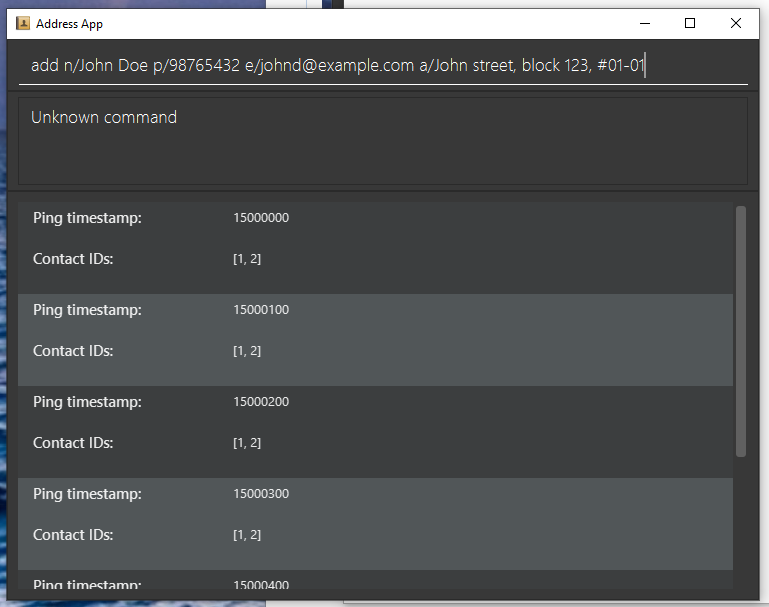 Address App
add n/John Doe p/98765432 e/johnd@example.com a/John street, block 123, #01-01
Unknown command
Ping timestamp: 15000000
Contact IDs: [1, 2]
Ping timestamp: 15000100
Contact IDs: [1, 2]
Ping timestamp: 15000200
Contact IDs: [1, 2]
Ping timestamp: 15000300
Contact IDs: [1, 2]
Ping timestamp: 15000400